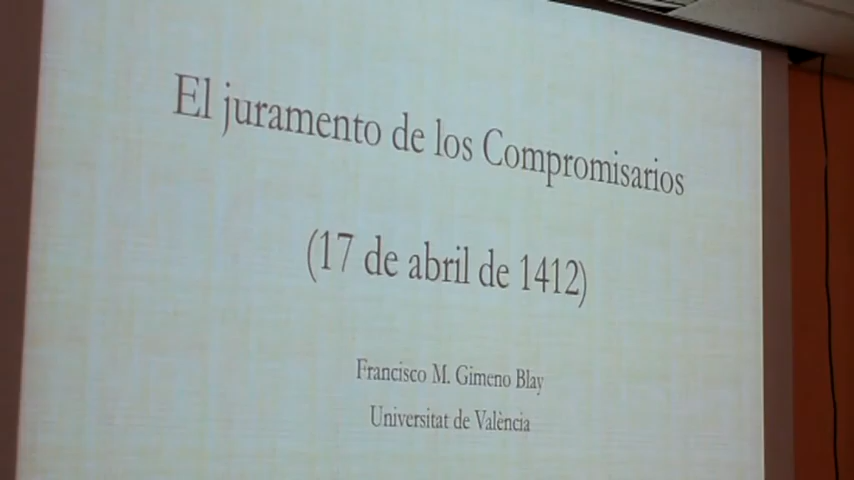 El juramento de los Compromisarios
(17 de abril de 1412)
Francisco M. Gimeno Blay
Universitat de València